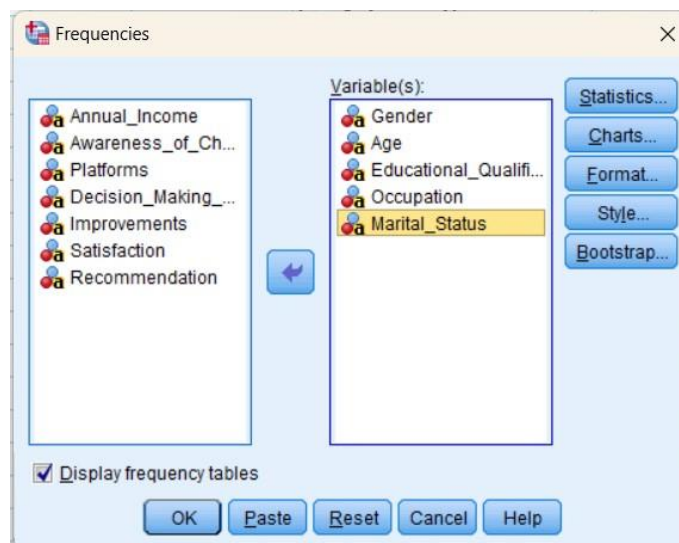 Frequencies
Variable(s):
Annual_Income
Awareness_of_Ch...
Platforms
Decision_Making_...
Improvements
Satisfaction
Recommendation
Gender
Age
Educational_Qualifi...
Occupation
Marital_Status
Statistics...
Charts...
Format...
Style...
Bootstrap...
Display frequency tables
OK Paste Reset Cancel Help